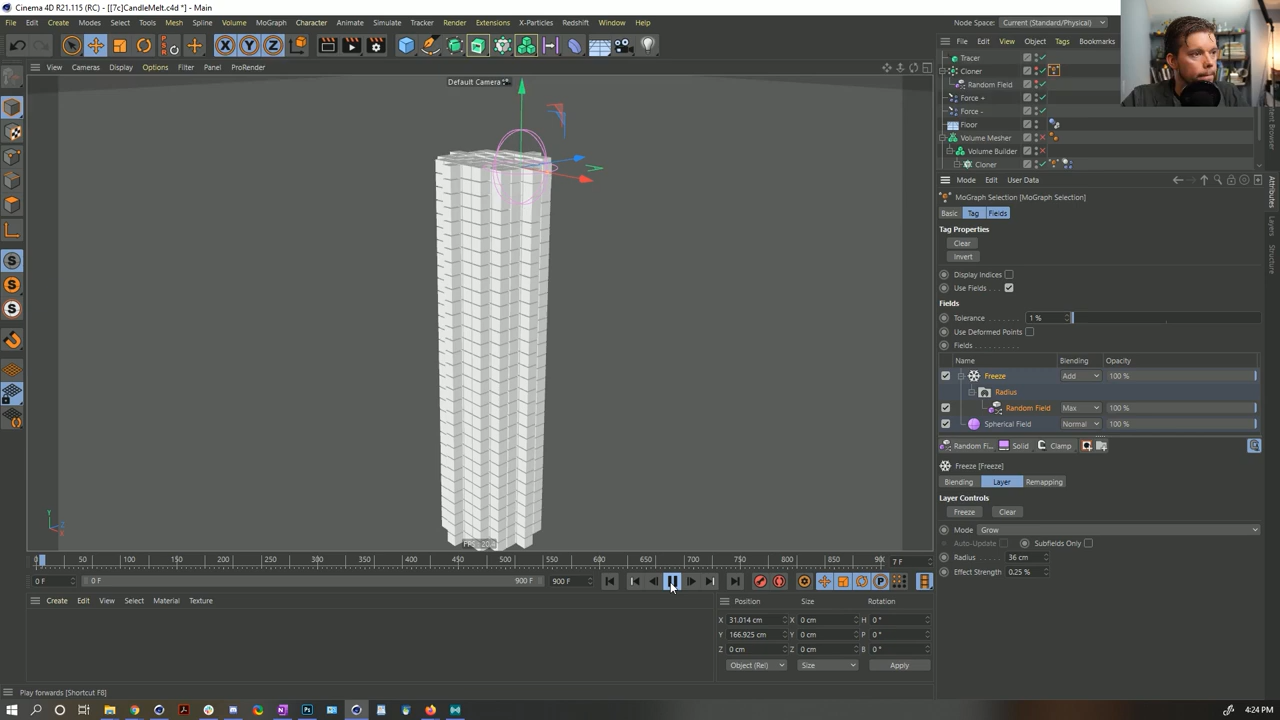 Cinema 4D R21.115 (RC) - [[7c]CandleMelt.c4d *] - Main
File Edit Create Modes Select Tools Mesh Spline Volume MoGraph Character Animate Simulate Tracker Render Extensions X-Particles Redshift Window Help
Node Space: Current (Standard/Physical)
View Cameras Display Options Filter Panel ProRender
File Edit View Object Tags Bookmarks
Default Camera
Tracer
Cloner
Random Field
Force +
Force -
Floor
Volume Mesher
Volume Builder
Cloner
Mode Edit User Data
MoGraph Selection [MoGraph Selection]
Basic Tag Fields
Tag Properties
Clear
Invert
Display Indices
Use Fields
Fields
Tolerance 1 %
Use Deformed Points
Fields
Name Blending Opacity
Freeze Add 100 %
Radius
Random Field Max 100 %
Spherical Field Normal 100 %
Random Fi... Solid Clamp
Freeze [Freeze]
Blending Layer Remapping
Layer Controls
Freeze Clear
Mode Grow
Auto-Update Subfields Only
Radius 36 cm
Effect Strength 0.25 %
Attributes
Layers
Structure
X Y Z
0 50 100 150 200 250 300 350 400 450 500 550 600 650 700 750 800 850 90( 7 F
0 F 0 F 900 F 900 F
Create Edit View Select Material Texture
Position Size Rotation
X 31.014 cm X 0 cm H 0 °
Y 166.925 cm Y 0 cm P 0 °
Z 0 cm Z 0 cm B 0 °
Object (Rel) Size Apply
Play forwards [Shortcut F8]
4:24 PM